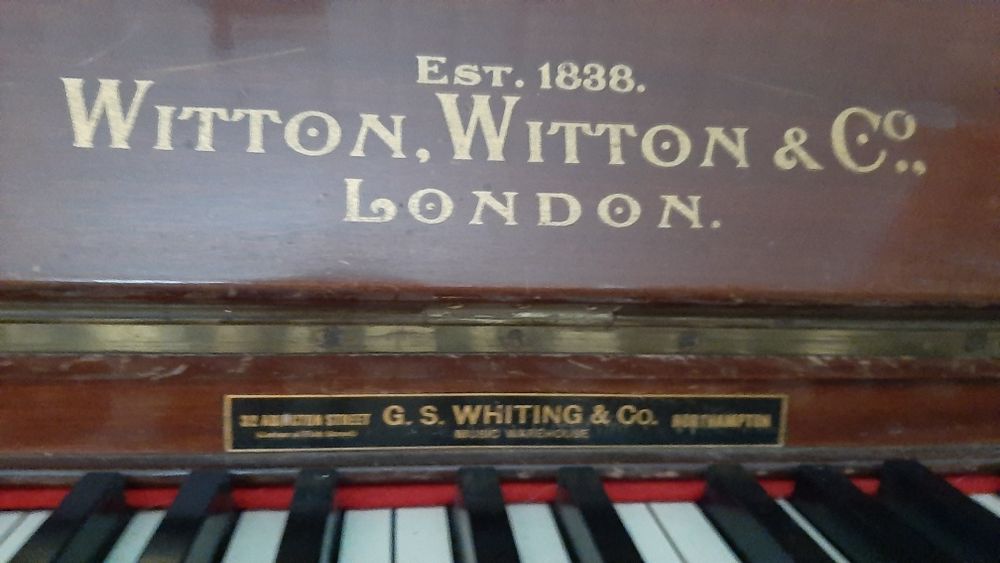 EST. 1838.
WITTON, WITTON & Co.,
LONDON.
32 ABINGTON STREET G. S. WHITING & Co. NORTHAMPTON
MUSIC WAREHOUSE